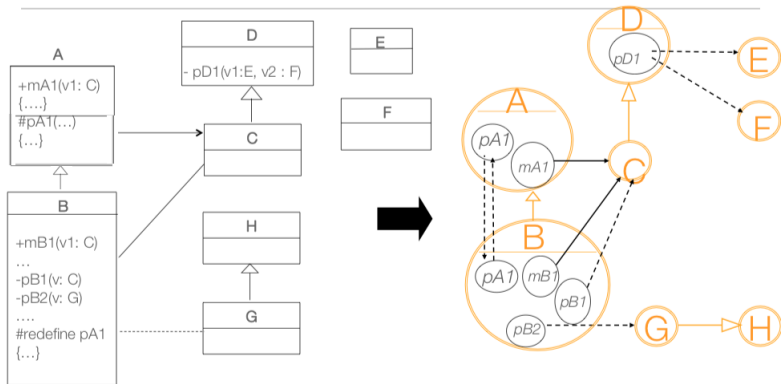 A
+mA1(v1: C)
{....}
#pA1(...)
{...}
B
+mB1(v1: C)
...
-pB1(v: C)
-pB2(v: G)
....
#redefine pA1
{...}
D
- pD1(v1:E, v2 : F)
C
H
G
E
F
D
pD1
E
F
A
pA1
mA1
C
B
pA1
mB1
pB1
pB2
G
H